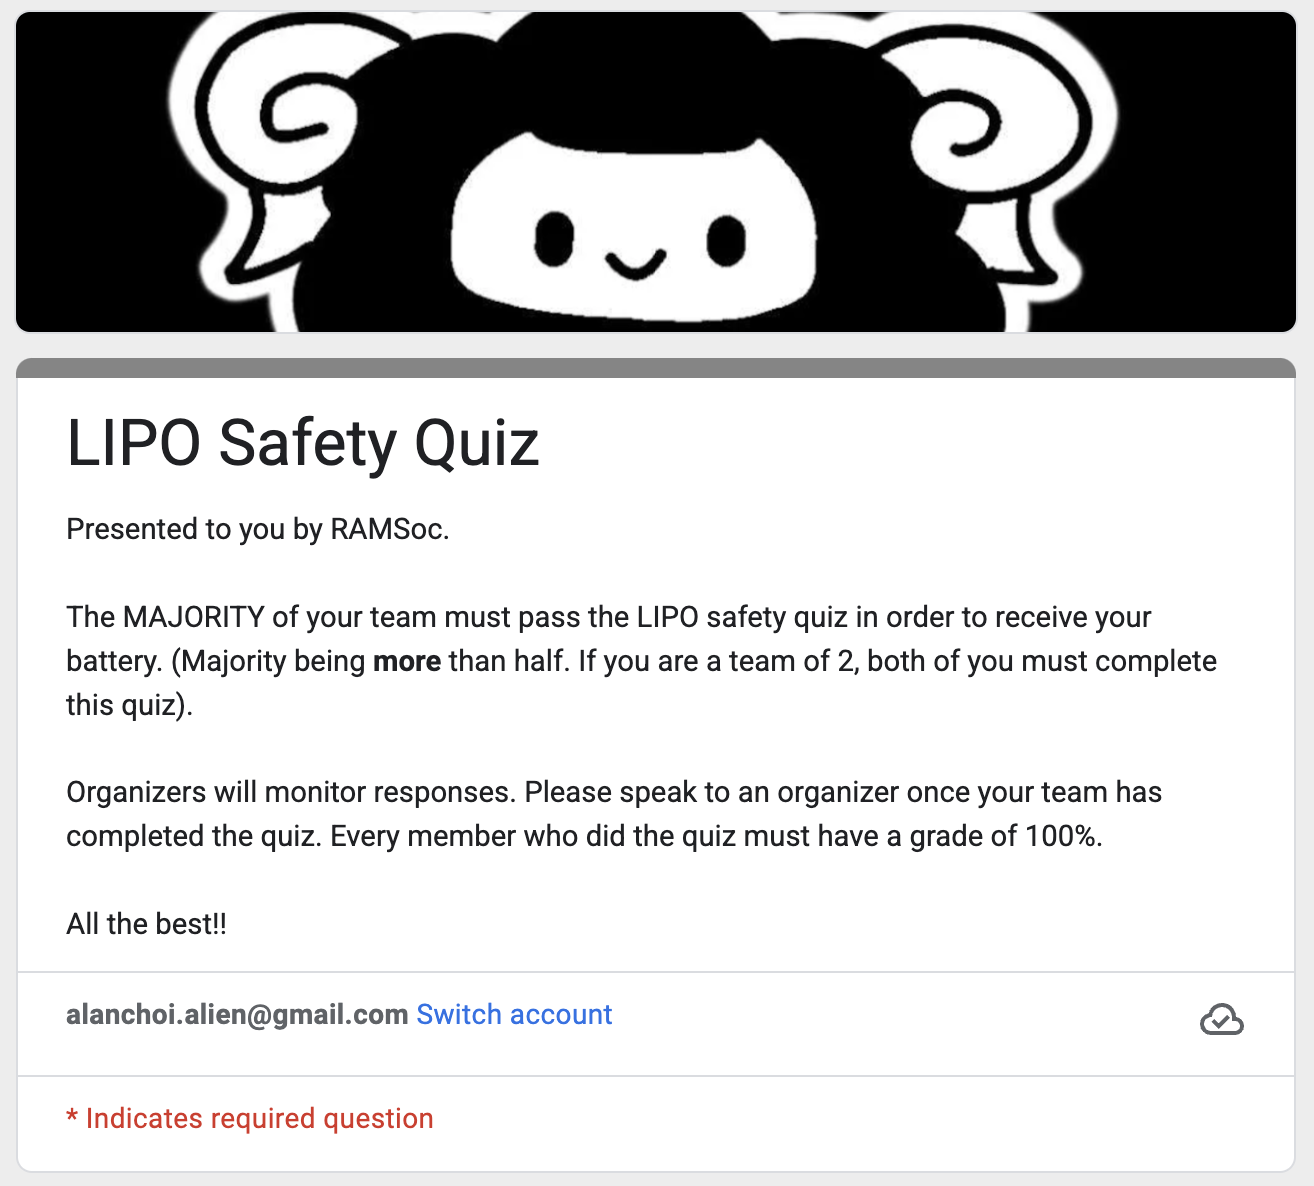 LIPO Safety Quiz
Presented to you by RAMSoc.
The MAJORITY of your team must pass the LIPO safety quiz in order to receive your
battery. (Majority being more than half. If you are a team of 2, both of you must complete
this quiz).
Organizers will monitor responses. Please speak to an organizer once your team has
completed the quiz. Every member who did the quiz must have a grade of 100%.
All the best!!
alanchoi.alien@gmail.com Switch account
* Indicates required question